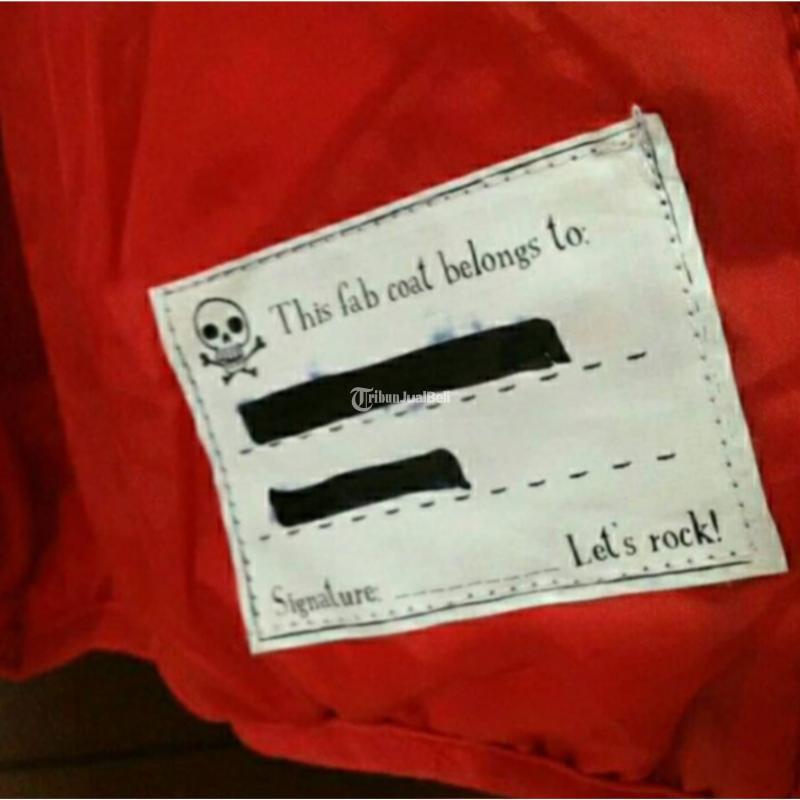 This fab coat belongs to:
TribunJualBeli
Let's rock!
Signature: